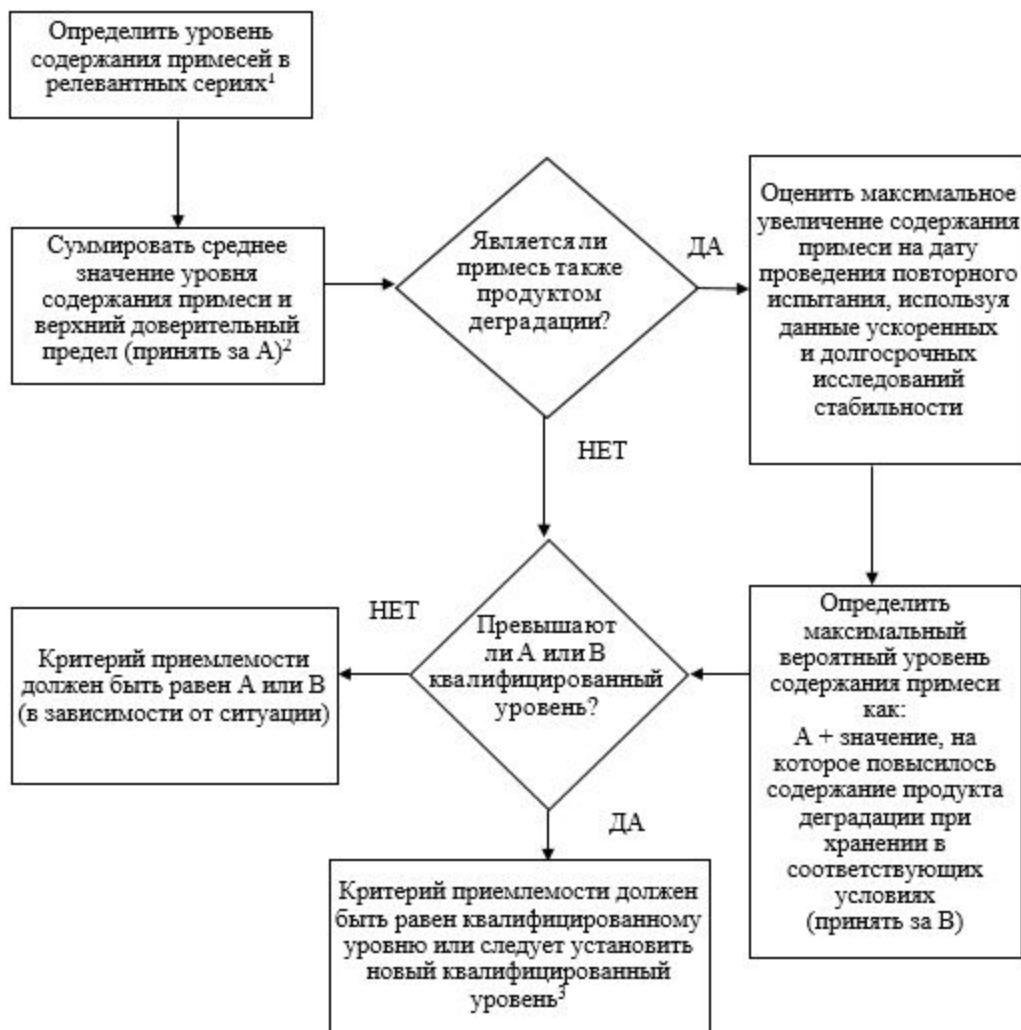 Определить уровень
содержания примесей в
релевантных сериях¹
Суммировать среднее
значение уровня
содержания примеси и
верхний доверительный
предел (принять за А)²
Является ли
примесь также
продуктом
деградации?
ДА
Оценить максимальное
увеличение содержания
примеси на дату
проведения повторного
испытания, используя
данные ускоренных
и долгосрочных
исследований
стабильности
НЕТ
Определить
максимальный
вероятный уровень
содержания примеси
как:
А + значение, на
которое повысилось
содержание продукта
деградации при
хранении в
соответствующих
условиях
(принять за В)
Превышают
ли А или В
квалифицированный
уровень?
НЕТ
Критерий приемлемости
должен быть равен А или В
(в зависимости от ситуации)
ДА
Критерий приемлемости должен
быть равен квалифицированному
уровню или следует установить
новый квалифицированный
уровень³